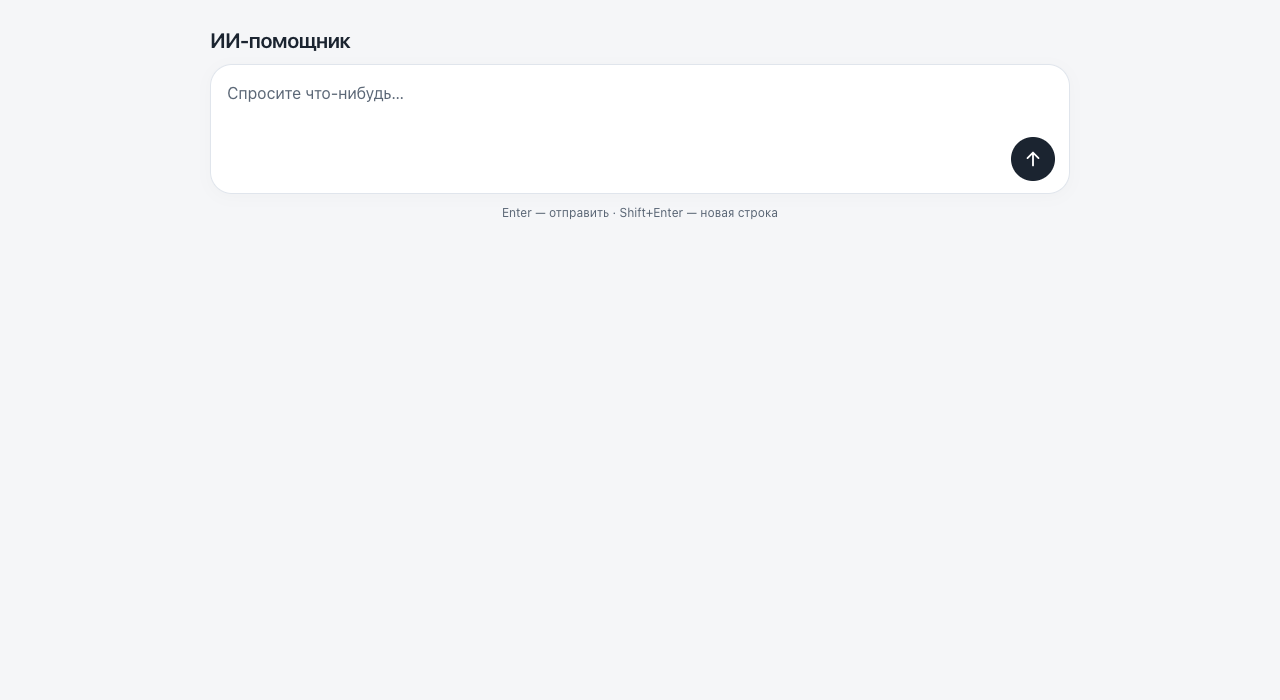 ИИ-помощник
Спросите что-нибудь...
Enter — отправить · Shift+Enter — новая строка